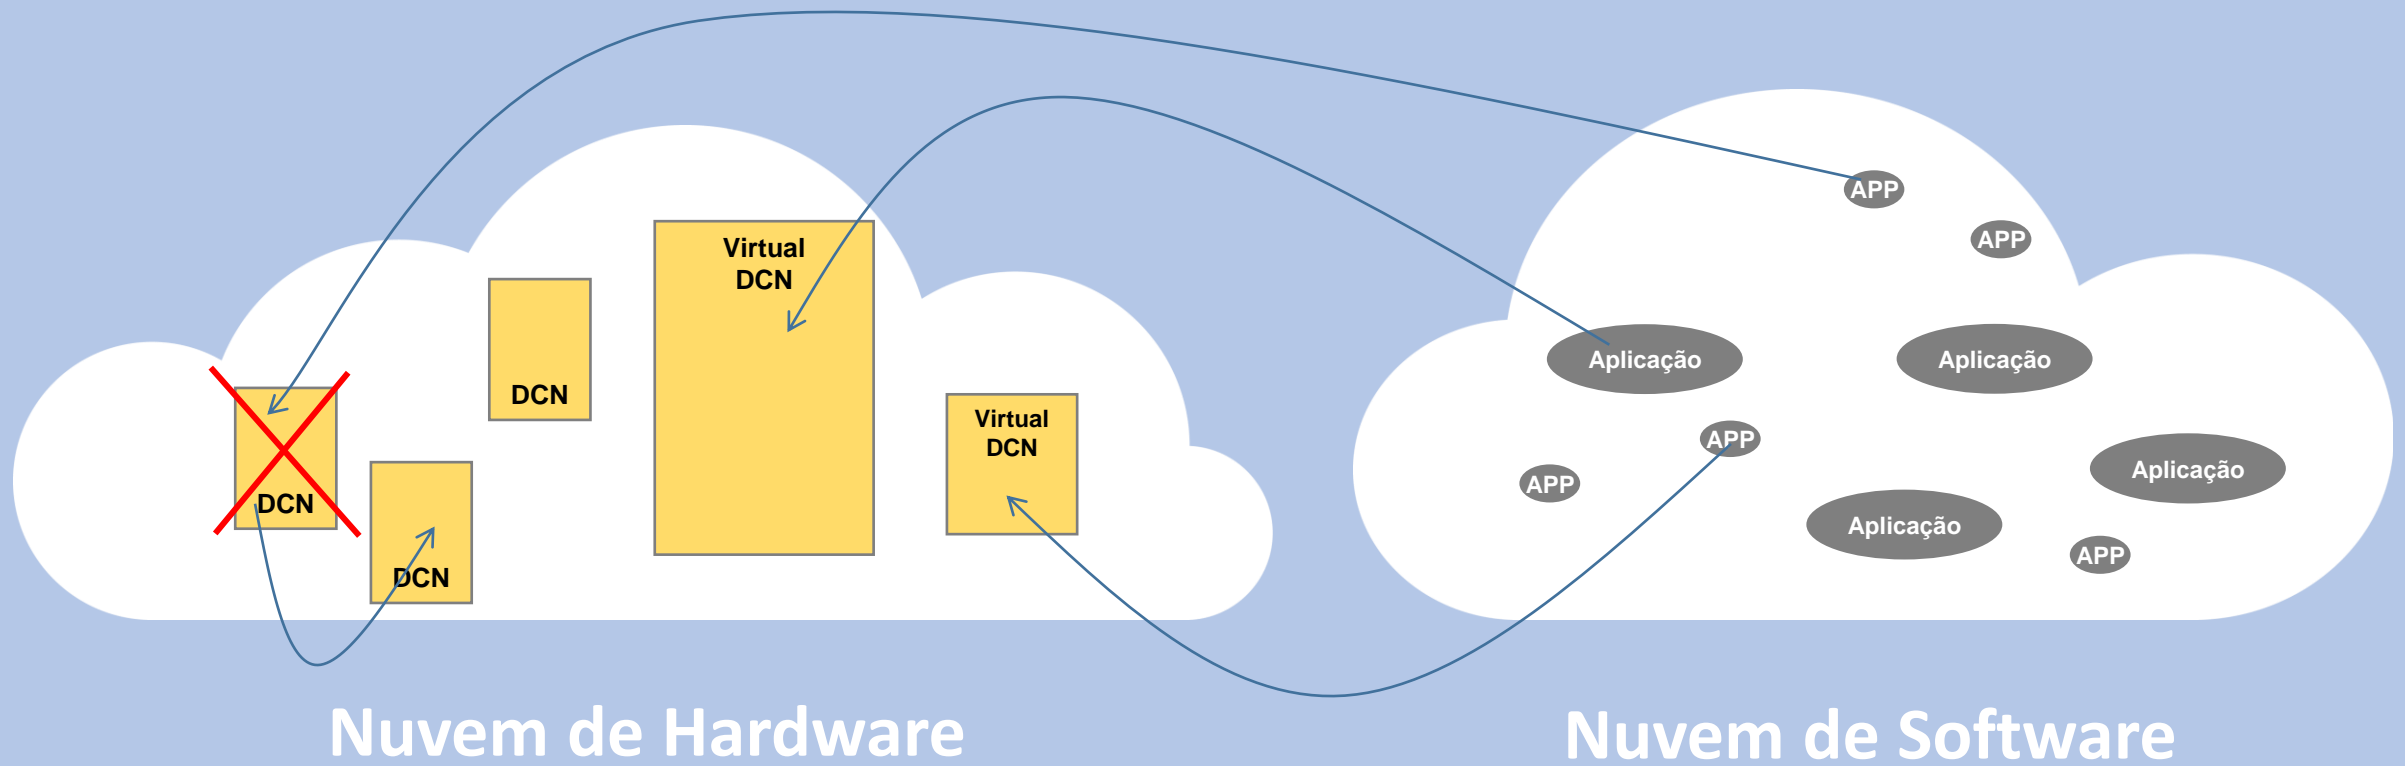 Virtual
DCN
DCN
Virtual
DCN
DCN
DCN
Nuvem de Hardware
APP
APP
Aplicação
Aplicação
APP
Aplicação
APP
Aplicação
APP
Nuvem de Software